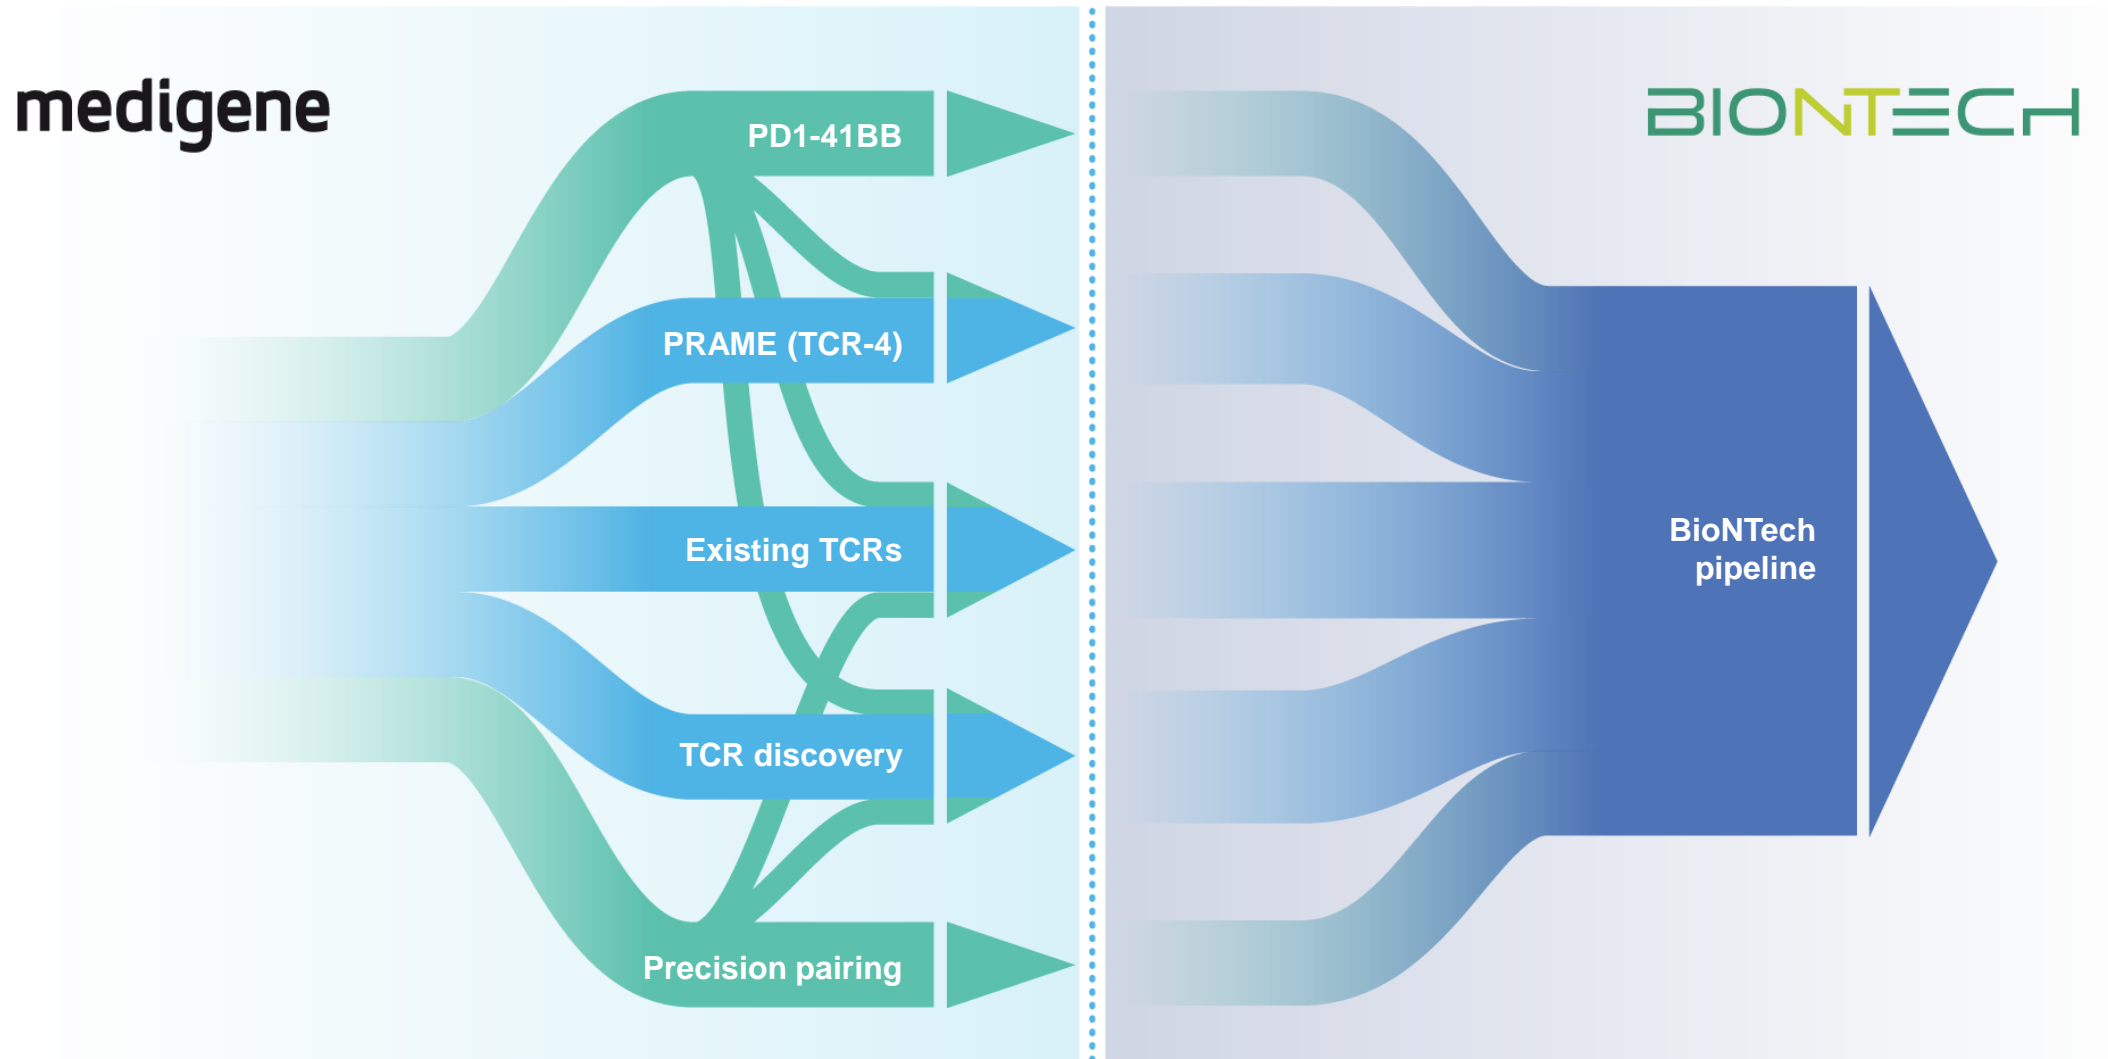 medigene
BIONTECH
PD1-41BB
PRAME (TCR-4)
Existing TCRs
BioNTech
pipeline
TCR discovery
Precision pairing